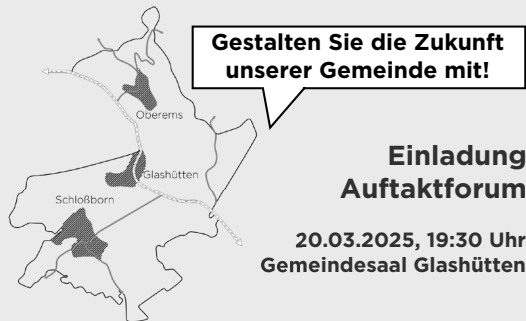 Gestalten Sie die Zukunft
unserer Gemeinde mit!
Oberems
Glashütten
Schloßborn
Einladung
Auftaktforum
20.03.2025, 19:30 Uhr
Gemeindesaal Glashütten